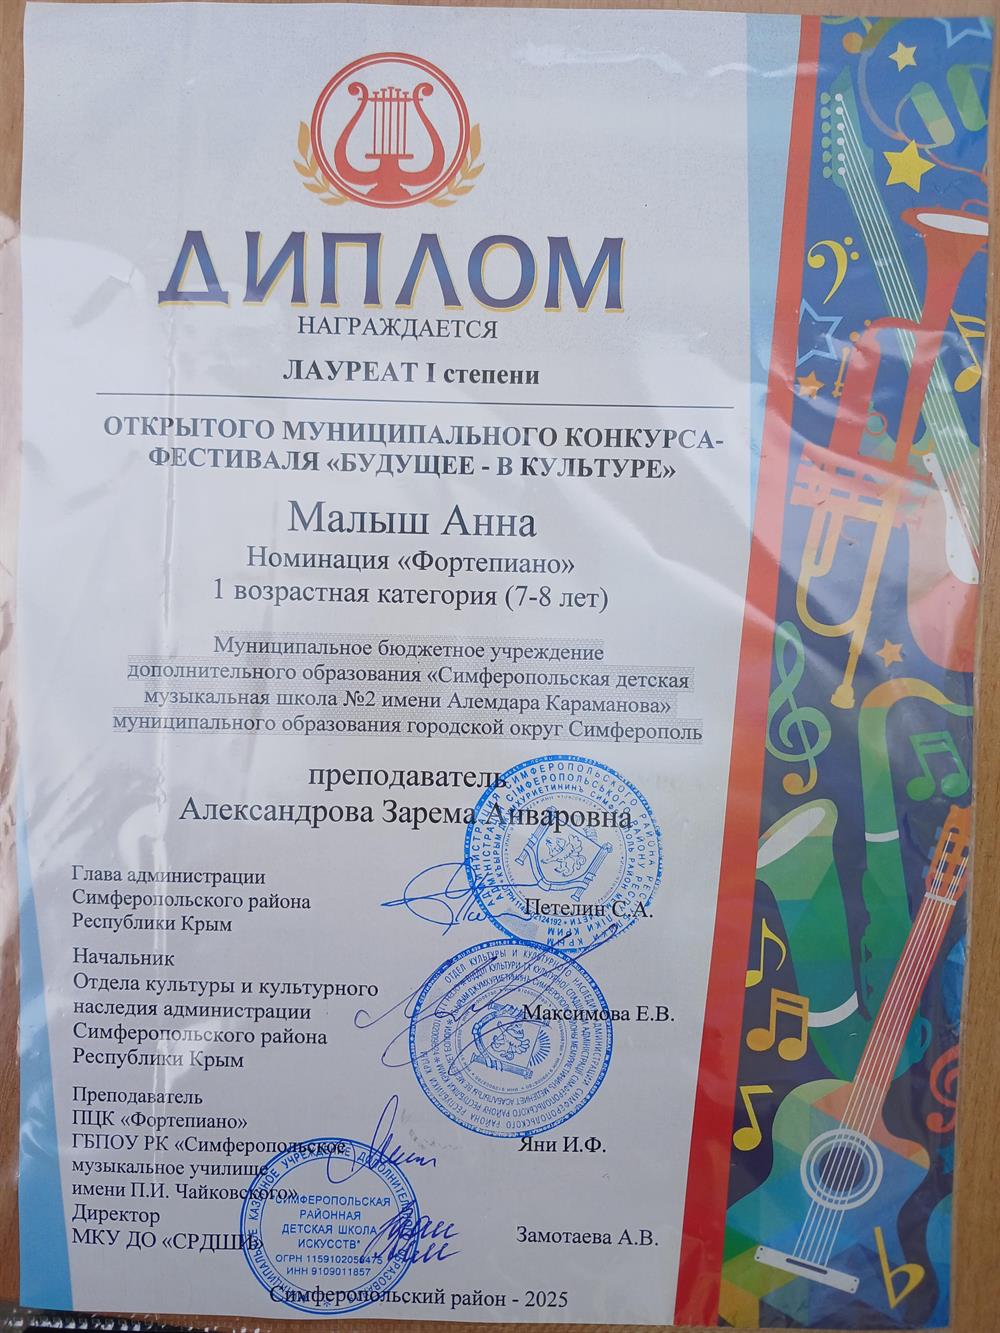 ДИПЛОМ
НАГРАЖДАЕТСЯ
ЛАУРЕАТ I степени
ОТКРЫТОГО МУНИЦИПАЛЬНОГО КОНКУРСА-
ФЕСТИВАЛЯ «БУДУЩЕЕ - В КУЛЬТУРЕ»
Малыш Анна
Номинация «Фортепиано»
1 возрастная категория (7-8 лет)
Муниципальное бюджетное учреждение
дополнительного образования «Симферопольская детская
музыкальная школа №2 имени Алемдара Караманова»
муниципального образования городской округ Симферополь
преподаватель
Александрова Зарема Анваровна
Глава администрации
Симферопольского района
Республики Крым
Петелин С.А.
Начальник
Отдела культуры и культурного
наследия администрации
Симферопольского района
Республики Крым
Максимова Е.В.
Преподаватель
ПЦК «Фортепиано»
ГБПОУ РК «Симферопольское
музыкальное училище
имени П.И. Чайковского»
Яни И.Ф.
Директор
МКУ ДО «СРДШИ»
Замотаева А.В.
СИМФЕРОПОЛЬСКАЯ
РАЙОННАЯ
ДЕТСКАЯ ШКОЛА
ИСКУССТВ"
ИНН 9109011857
Симферопольский район - 2025